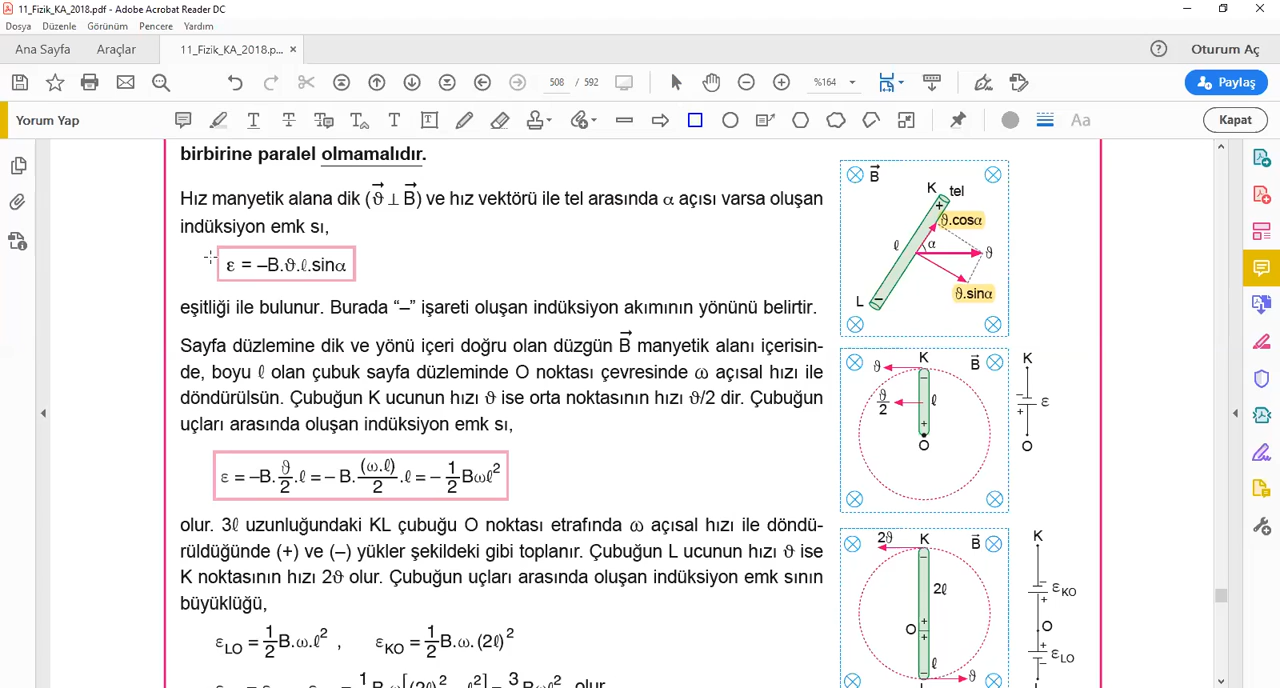 11_Fizik_KA_2018.pdf - Adobe Acrobat Reader DC
Dosya Düzenle Görünüm Pencere Yardım
Ana Sayfa Araçlar 11_Fizik_KA_2018.p... × ? Oturum Aç
508 / 592 %164 Paylaş
Yorum Yap Aa Kapat
birbirine paralel olmamalıdır.
Hız manyetik alana dik (ϑ⃗ ⊥ B⃗) ve hız vektörü ile tel arasında α açısı varsa oluşan
indüksiyon emk sı,
ε = –B.ϑ.ℓ.sinα
eşitliği ile bulunur. Burada “–” işareti oluşan indüksiyon akımının yönünü belirtir.
Sayfa düzlemine dik ve yönü içeri doğru olan düzgün B⃗ manyetik alanı içerisin-
de, boyu ℓ olan çubuk sayfa düzleminde O noktası çevresinde ω açısal hızı ile
döndürülsün. Çubuğun K ucunun hızı ϑ ise orta noktasının hızı ϑ/2 dir. Çubuğun
uçları arasında oluşan indüksiyon emk sı,
ε = –B.ϑ/2.ℓ = – B.(ω.ℓ)/2.ℓ = – 1/2 Bωℓ²
olur. 3ℓ uzunluğundaki KL çubuğu O noktası etrafında ω açısal hızı ile döndü-
rüldüğünde (+) ve (–) yükler şekildeki gibi toplanır. Çubuğun L ucunun hızı ϑ ise
K noktasının hızı 2ϑ olur. Çubuğun uçları arasında oluşan indüksiyon emk sının
büyüklüğü,
ε_LO = 1/2 B.ω.ℓ² , ε_KO = 1/2 B.ω.(2ℓ)²
olur
B⃗
K tel
+
ϑ.cosα
ℓ α ϑ
ϑ.sinα
L –
ϑ K B⃗ K
– ℓ – ε
ϑ/2 +
+
O O
2ϑ K B⃗ K
– 2ℓ – ε_KO
+ +
O O
+ + ε_LO
– ℓ –
ϑ